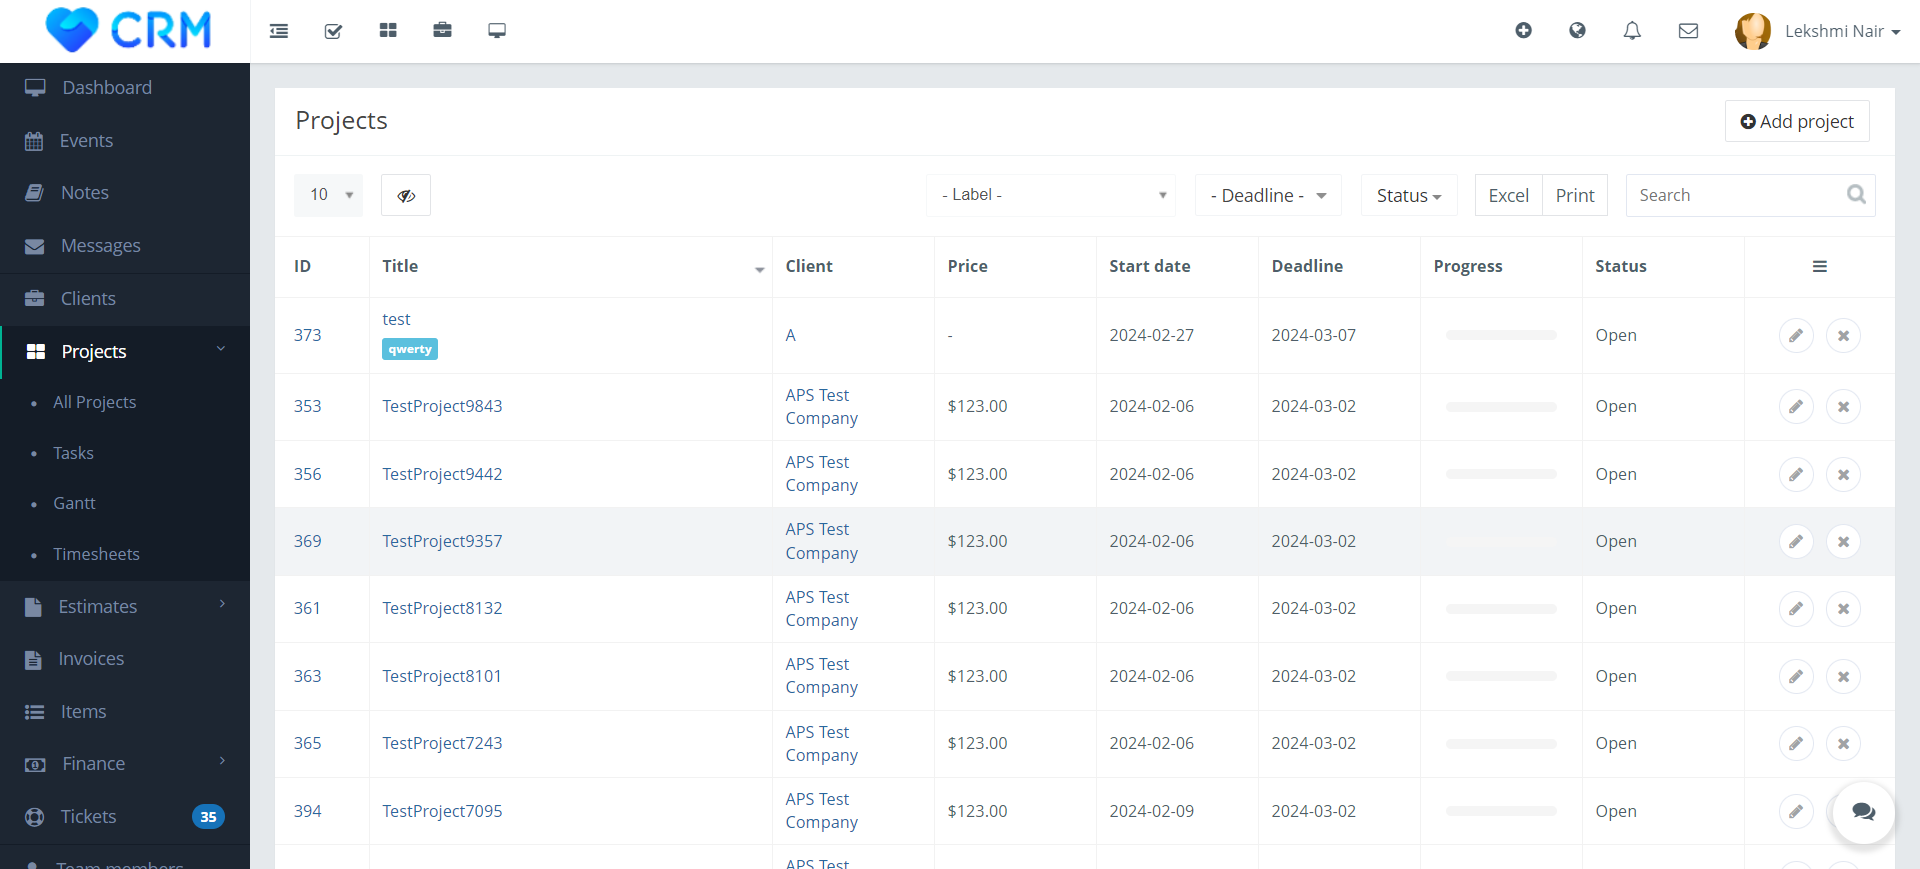 CRM
Lekshmi Nair
Dashboard
Events
Notes
Messages
Clients
Projects
All Projects
Tasks
Gantt
Timesheets
Estimates
Invoices
Items
Finance
Tickets 35
Team members
Projects
Add project
10
- Label -
- Deadline -
Status
Excel
Print
Search
ID Title Client Price Start date Deadline Progress Status
373 test A - 2024-02-27 2024-03-07 Open
qwerty
353 TestProject9843 APS Test Company $123.00 2024-02-06 2024-03-02 Open
356 TestProject9442 APS Test Company $123.00 2024-02-06 2024-03-02 Open
369 TestProject9357 APS Test Company $123.00 2024-02-06 2024-03-02 Open
361 TestProject8132 APS Test Company $123.00 2024-02-06 2024-03-02 Open
363 TestProject8101 APS Test Company $123.00 2024-02-06 2024-03-02 Open
365 TestProject7243 APS Test Company $123.00 2024-02-06 2024-03-02 Open
394 TestProject7095 APS Test Company $123.00 2024-02-09 2024-03-02 Open
APS Test